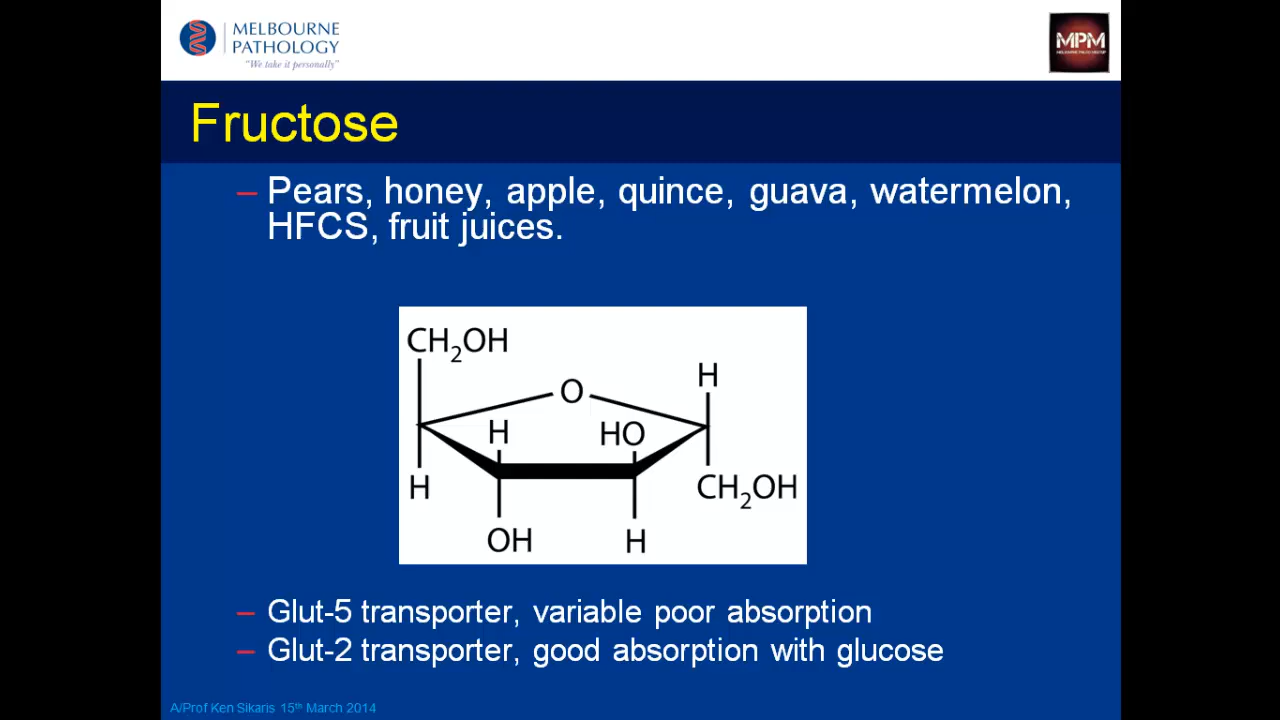 MELBOURNE
PATHOLOGY
"We take it personally"
MPM
Fructose
– Pears, honey, apple, quince, guava, watermelon,
HFCS, fruit juices.
CH₂OH
O
H
H
HO
H
CH₂OH
OH
H
– Glut-5 transporter, variable poor absorption
– Glut-2 transporter, good absorption with glucose
A/Prof Ken Sikaris 15th March 2014